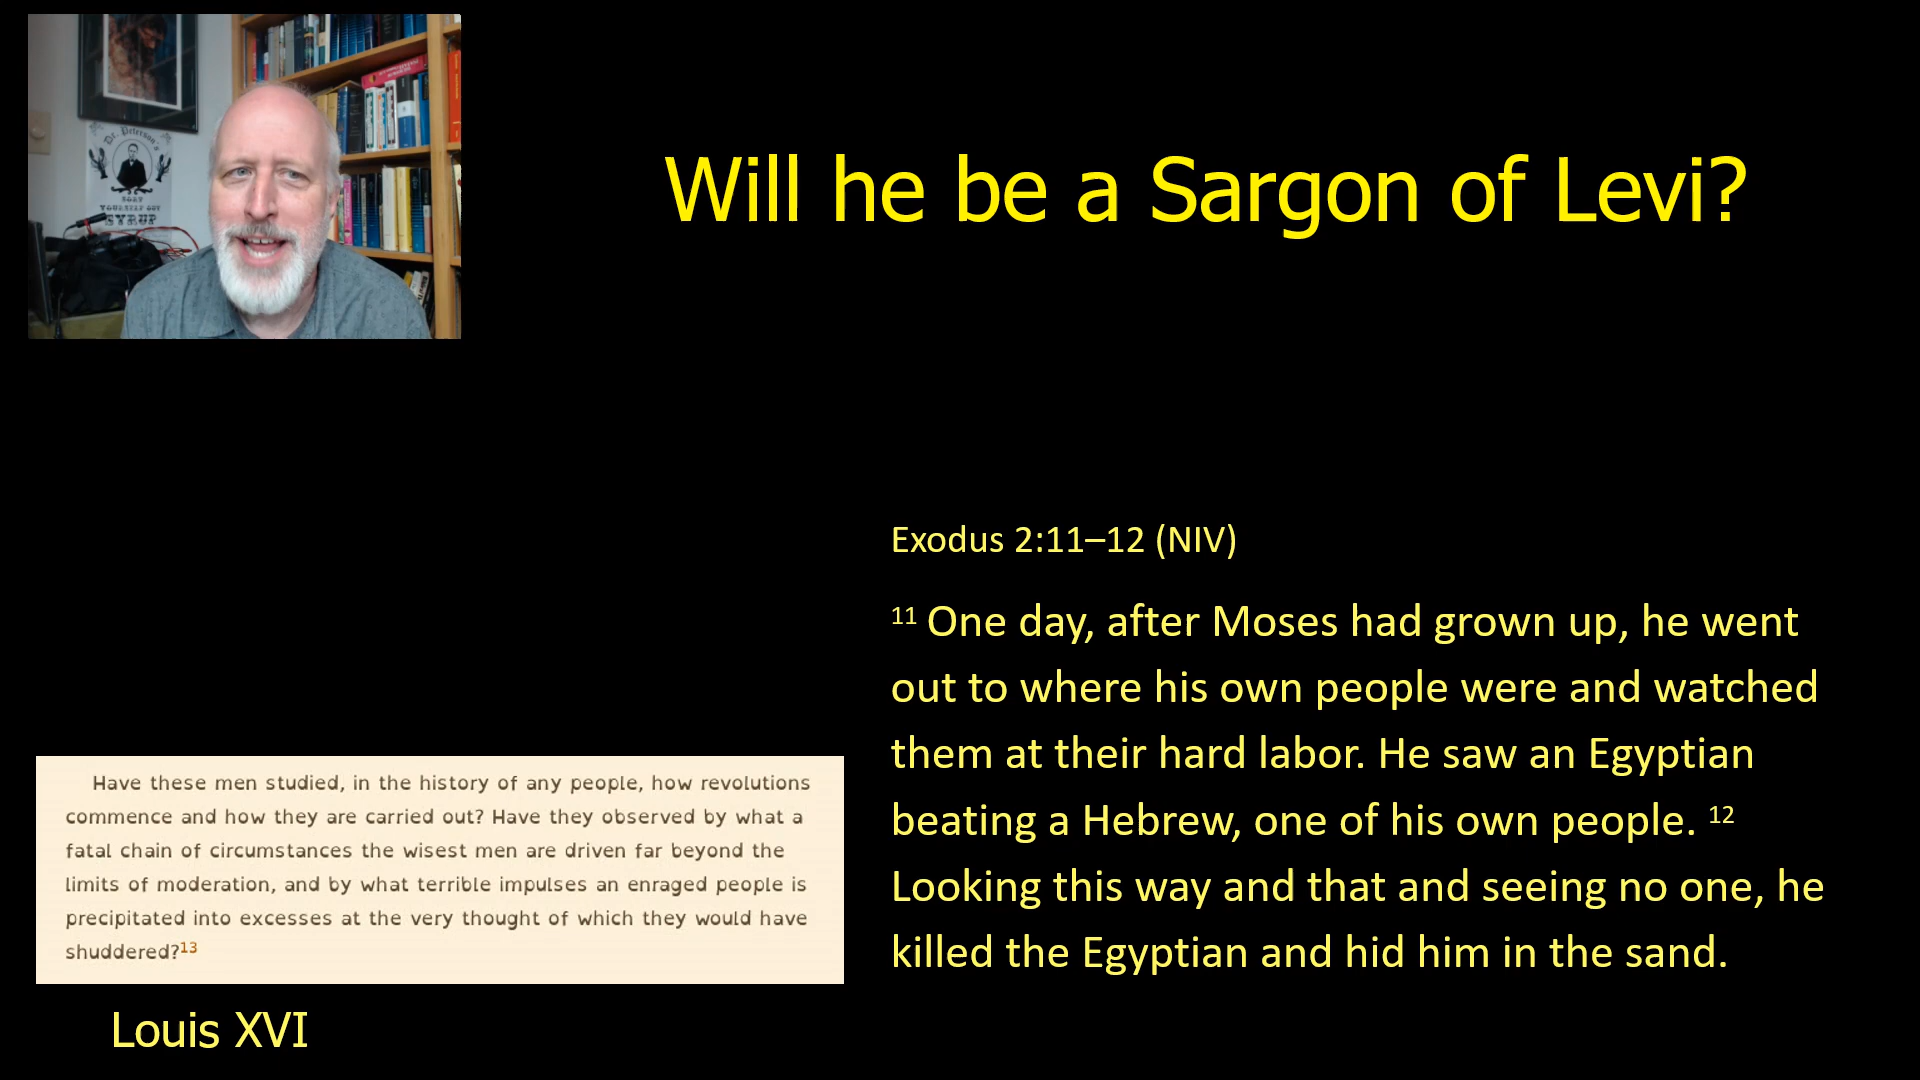 Dr. Peterson's
SORT
YOURSELF OUT
SYRUP
Will he be a Sargon of Levi?
Exodus 2:11–12 (NIV)
11 One day, after Moses had grown up, he went
out to where his own people were and watched
them at their hard labor. He saw an Egyptian
beating a Hebrew, one of his own people. 12
Looking this way and that and seeing no one, he
killed the Egyptian and hid him in the sand.
Have these men studied, in the history of any people, how revolutions
commence and how they are carried out? Have they observed by what a
fatal chain of circumstances the wisest men are driven far beyond the
limits of moderation, and by what terrible impulses an enraged people is
precipitated into excesses at the very thought of which they would have
shuddered?13
Louis XVI